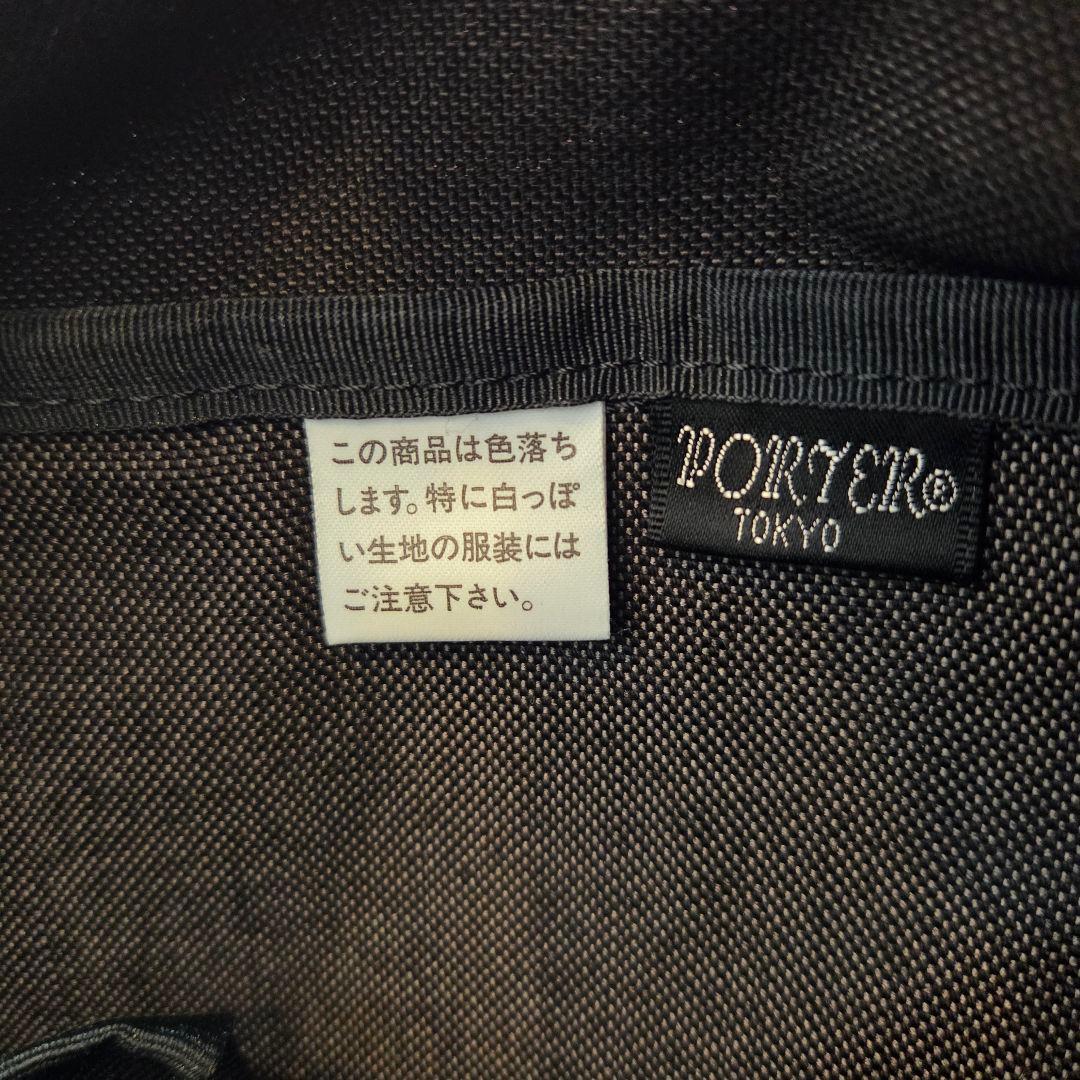 この商品は色落ち
します。特に白っぽ
い生地の服装には
ご注意下さい。
PORTER®
TOKYO